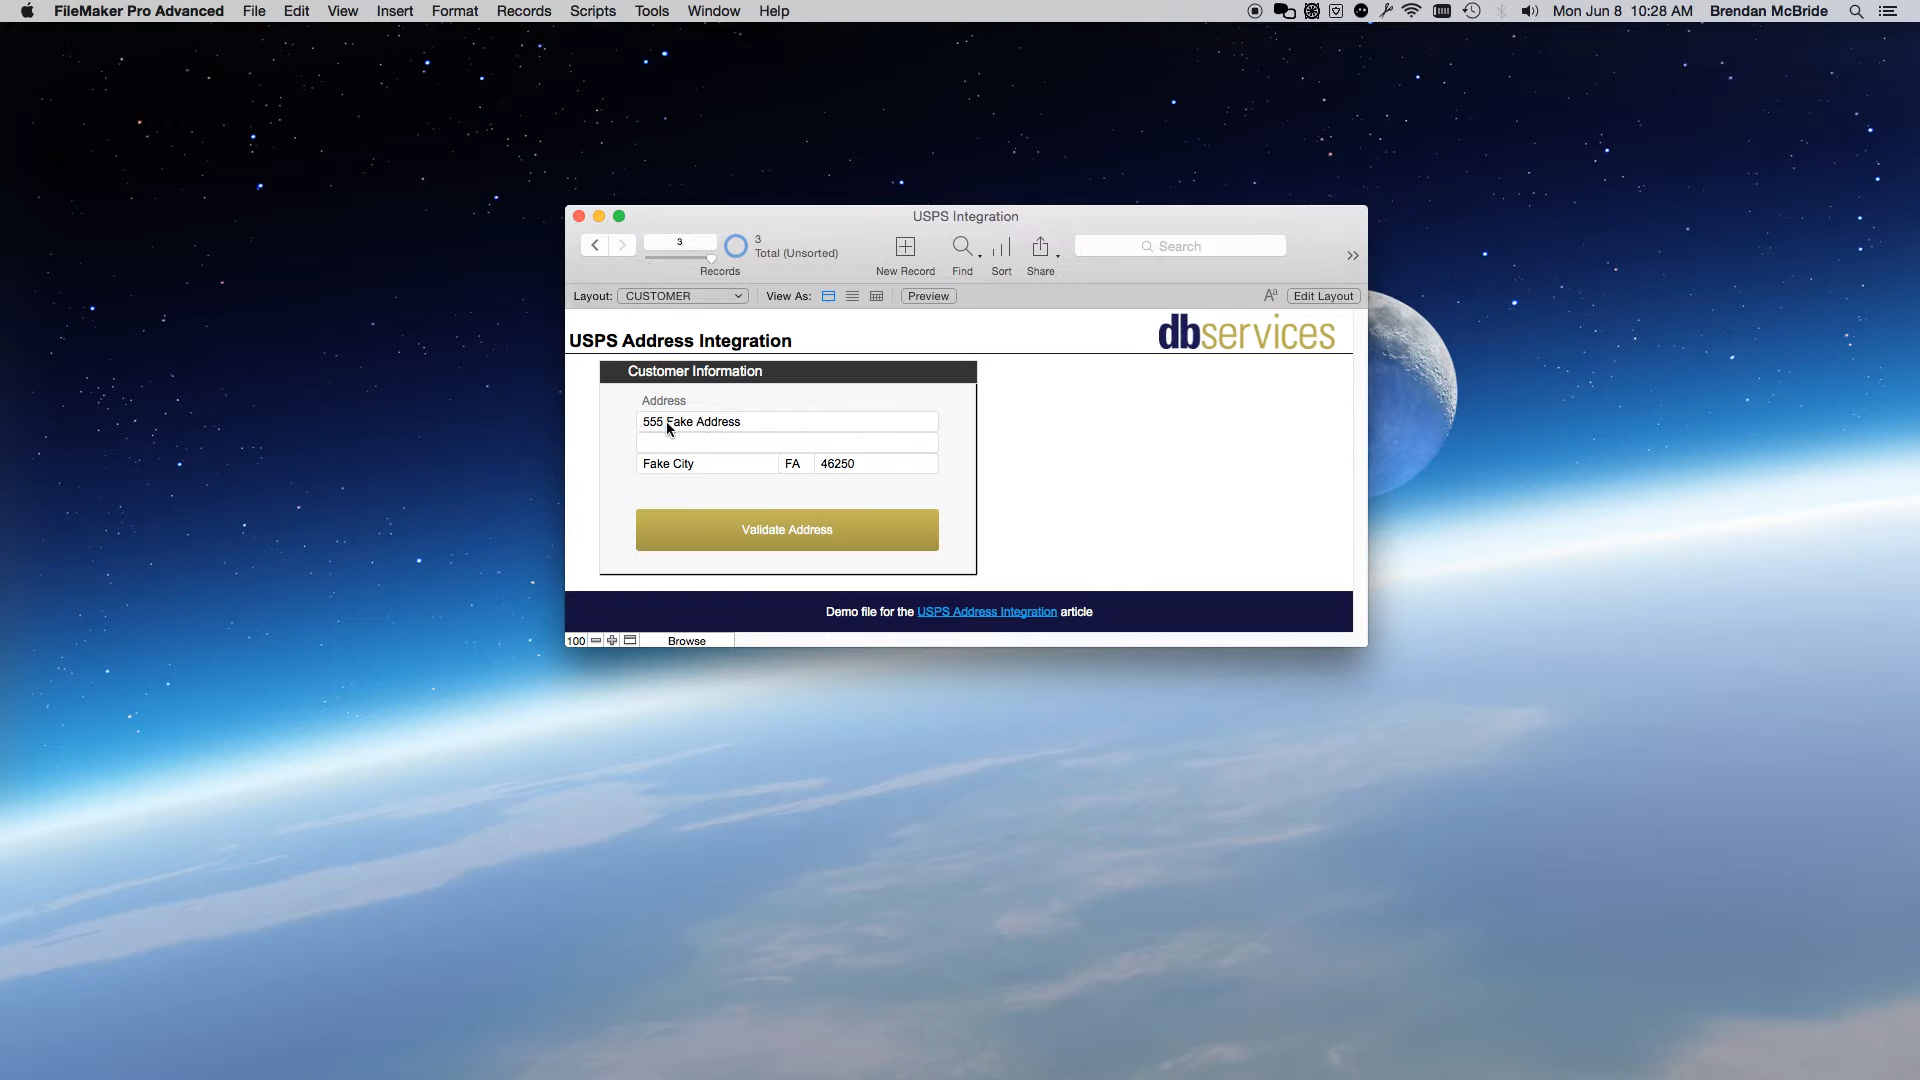 FileMaker Pro Advanced File Edit View Insert Format Records Scripts Tools Window Help Mon Jun 8 10:28 AM Brendan McBride
USPS Integration
3 3
Total (Unsorted)
Search
Records New Record Find Sort Share
Layout: CUSTOMER View As: Preview Aa Edit Layout
USPS Address Integration dbservices
Customer Information
Address
555 Fake Address
Fake City FA 46250
Validate Address
Demo file for the USPS Address Integration article
100 Browse